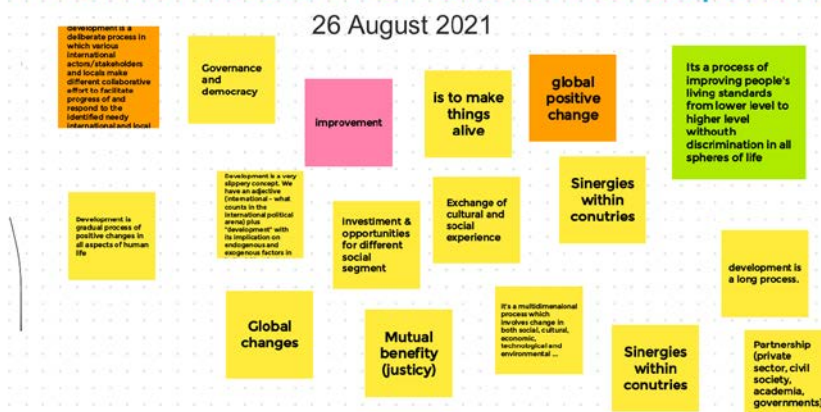 26 August 2021
development is a
deliberate process in
which various
international
actors/stakeholders
and locals make
different collaborative
effort to facilitate
progress of and
respond to the
identified needy
international and local
Governance
and
democracy
improvement
is to make
things
alive
global
positive
change
Its a process of
improving people's
living standards
from lower level to
higher level
withouth
discrimination in all
spheres of life
Development is
gradual process of
positive changes in
all aspects of human
life
Development is a very
slippery concept. We
have an adjective
(international - what
counts in the
international political
arena) plus
"development" with
its implication on
endogenous and
exogenous factors in
Investiment &
opportunities
for different
social
segment
Exchange of
cultural and
social
experience
Sinergies
within
conutries
development is
a long process.
Global
changes
Mutual
benefity
(justicy)
It's a multidimensional
process which
involves change in
both social, cultural,
economic,
technological and
environmental ...
Sinergies
within
conutries
Partnership
(private
sector, civil
society,
academia,
governments)